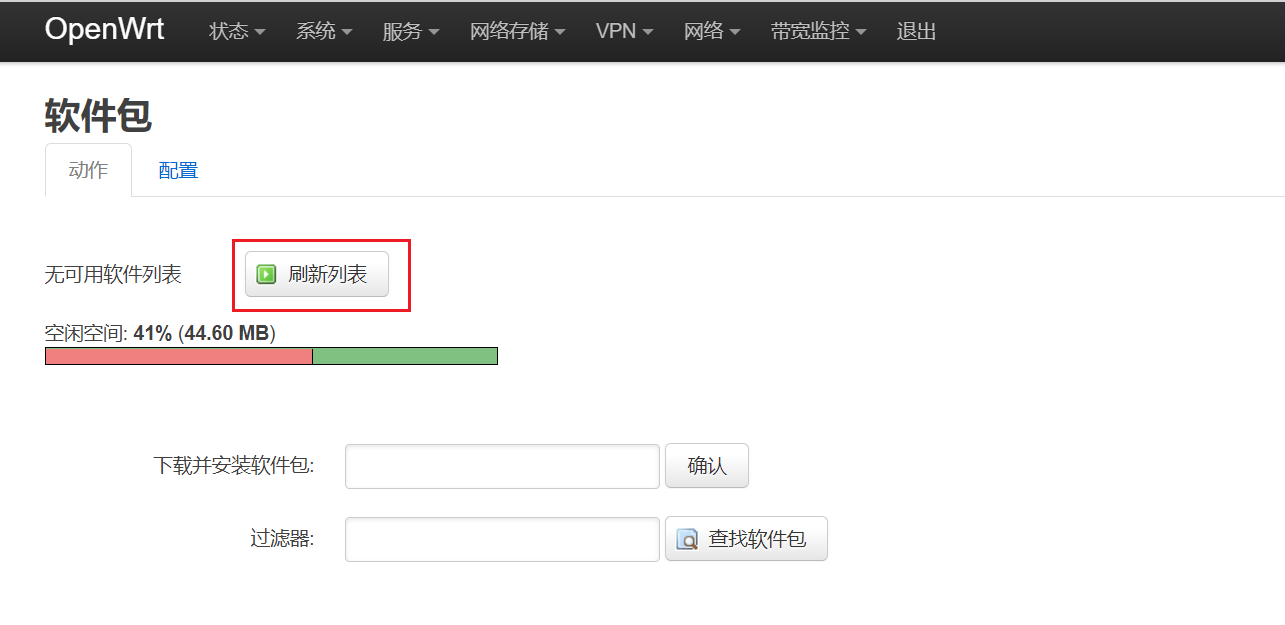 OpenWrt 状态 系统 服务 网络存储 VPN 网络 带宽监控 退出
软件包
动作 配置
无可用软件列表 刷新列表
空闲空间: 41% (44.60 MB)
下载并安装软件包: 确认
过滤器: 查找软件包